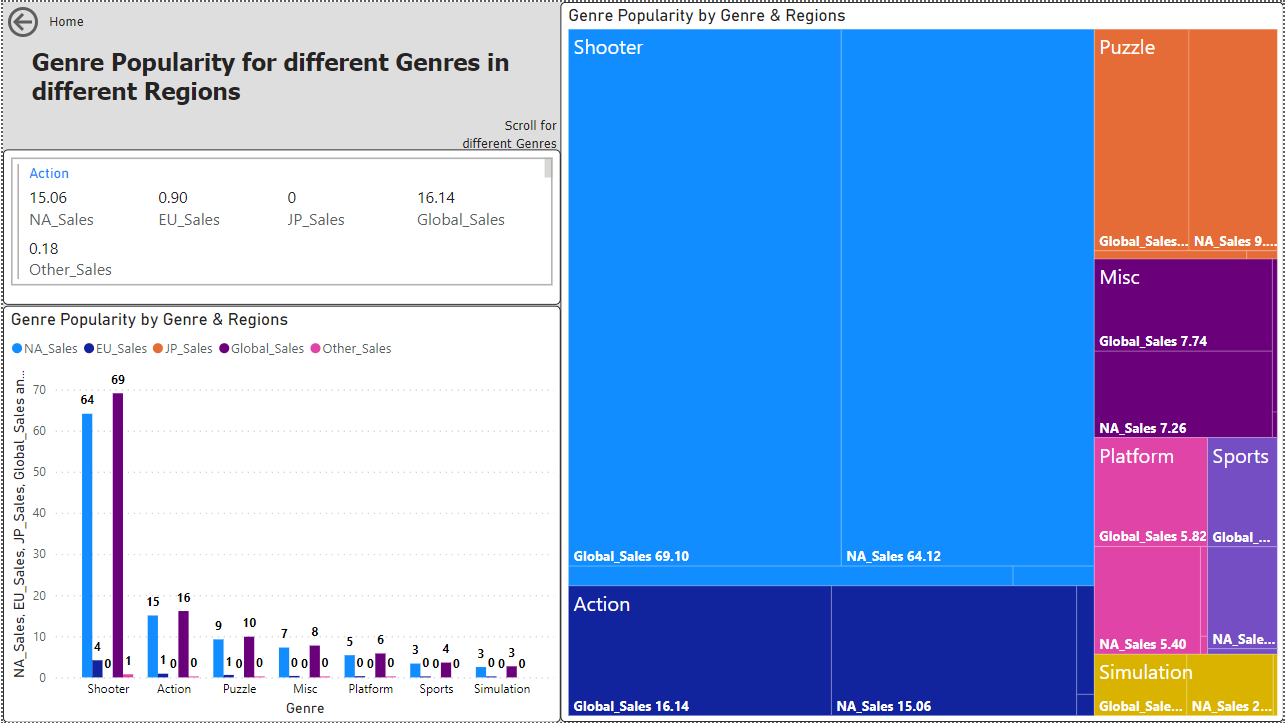 Home
Genre Popularity for different Genres in
different Regions
Scroll for
different Genres
Action
15.06 0.90 0 16.14
NA_Sales EU_Sales JP_Sales Global_Sales
0.18
Other_Sales
Genre Popularity by Genre & Regions
NA_Sales EU_Sales JP_Sales Global_Sales Other_Sales
NA_Sales, EU_Sales, JP_Sales, Global_Sales an...
70
60
50
40
30
20
10
0
64 4 0 69 1
15 1 0 16 0
9 1 0 10 0
7 0 0 8 0
5 0 0 6 0
3 0 0 4 0
3 0 0 3 0
Shooter Action Puzzle Misc Platform Sports Simulation
Genre
Genre Popularity by Genre & Regions
Shooter
Global_Sales 69.10 NA_Sales 64.12
Action
Global_Sales 16.14 NA_Sales 15.06
Puzzle
Global_Sales... NA_Sales 9....
Misc
Global_Sales 7.74
NA_Sales 7.26
Platform
Global_Sales 5.82
NA_Sales 5.40
Sports
Global_...
NA_Sale...
Simulation
Global_Sale... NA_Sales 2...